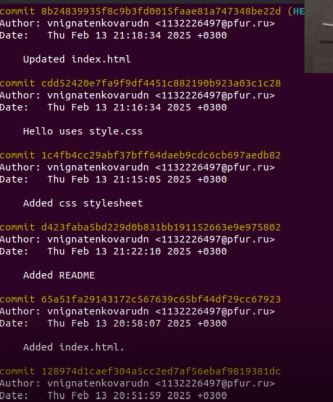 commit 8b24839935f8c9b3fd0015faae81a747348be22d (HE
Author: vnignatenkovarudn <1132226497@pfur.ru>
Date: Thu Feb 13 21:18:34 2025 +0300
Updated index.html
commit cdd52420e7fa9f9df4451c882190b923a03c1c28
Author: vnignatenkovarudn <1132226497@pfur.ru>
Date: Thu Feb 13 21:16:34 2025 +0300
Hello uses style.css
commit 1c4fb4cc29abf37bff64daeb9cdc6cb697aedb82
Author: vnignatenkovarudn <1132226497@pfur.ru>
Date: Thu Feb 13 21:15:05 2025 +0300
Added css stylesheet
commit d423faba5bd229d0b831bb191152663e9e975802
Author: vnignatenkovarudn <1132226497@pfur.ru>
Date: Thu Feb 13 21:22:10 2025 +0300
Added README
commit 65a51fa29143172c567639c65bf44df29cc67923
Author: vnignatenkovarudn <1132226497@pfur.ru>
Date: Thu Feb 13 20:58:07 2025 +0300
Added index.html.
commit 128974d1caef304a5cc2ed7af56ebaf9819381dc
Author: vnignatenkovarudn <1132226497@pfur.ru>
Date: Thu Feb 13 20:51:59 2025 +0300